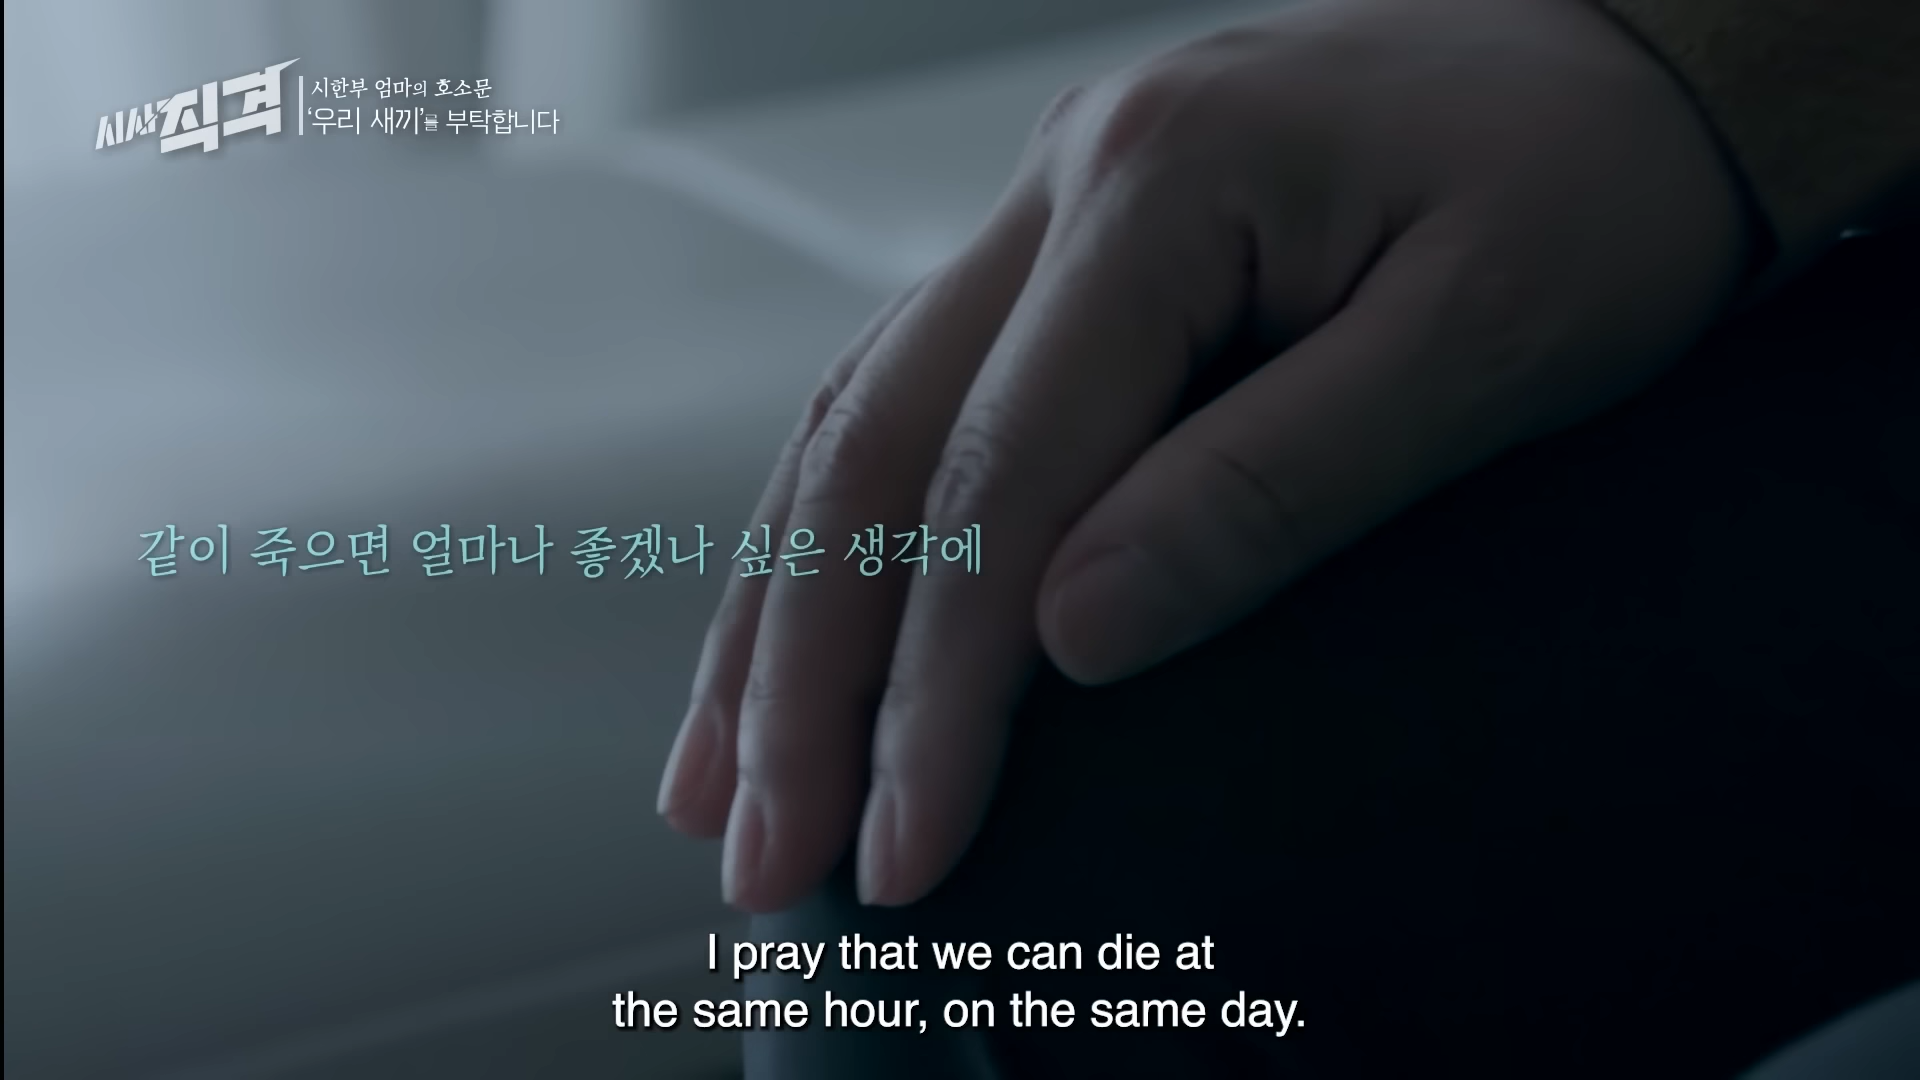 시사직격
시한부 엄마의 호소문
'우리 새끼'를 부탁합니다
같이 죽으면 얼마나 좋겠나 싶은 생각에
I pray that we can die at
the same hour, on the same day.